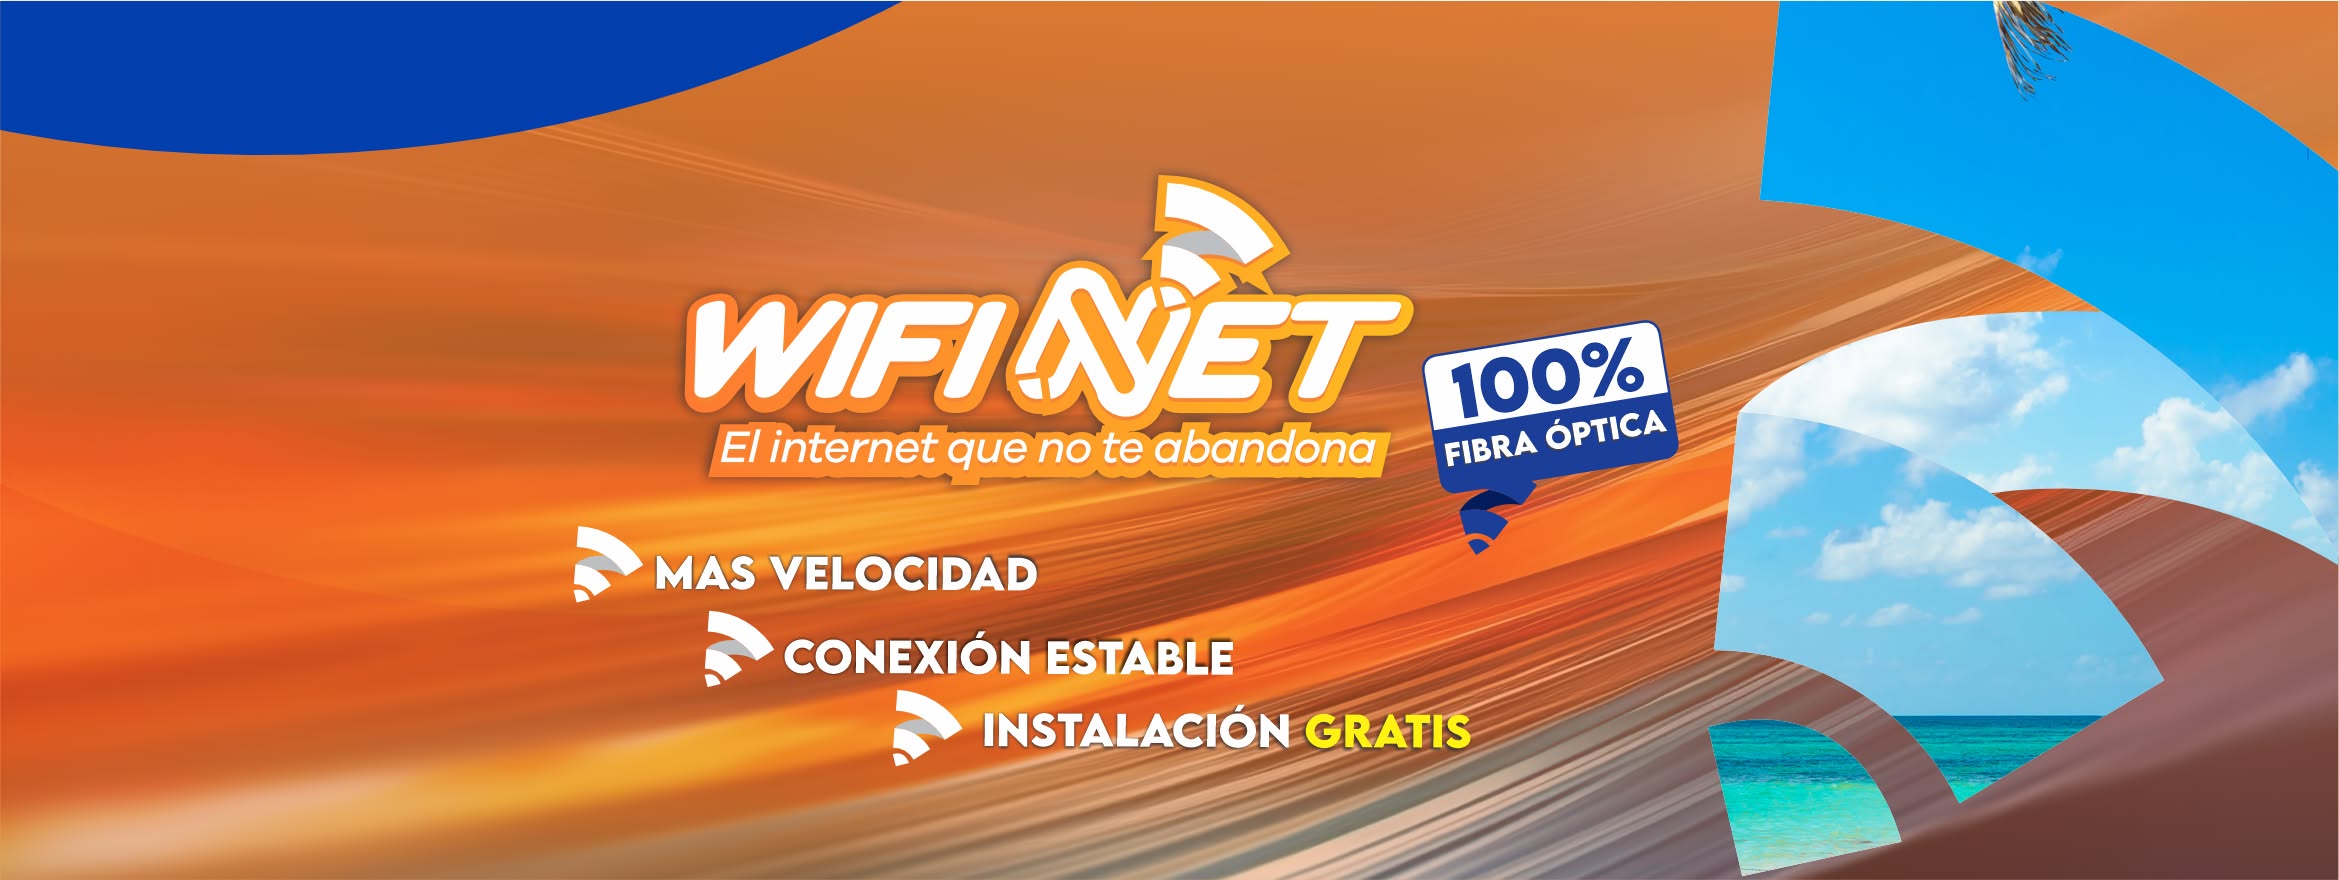 WIFI NET
El internet que no te abandona
100%
FIBRA ÓPTICA
MAS VELOCIDAD
CONEXIÓN ESTABLE
INSTALACIÓN GRATIS